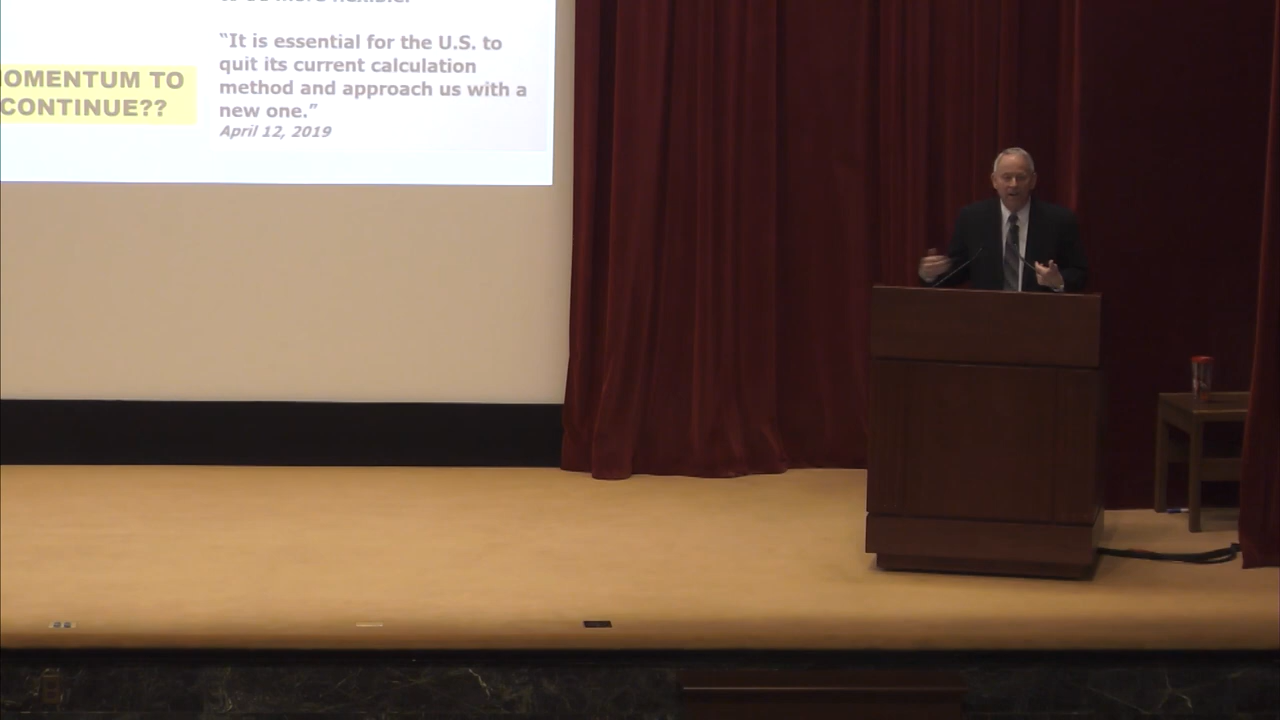 OMENTUM TO
CONTINUE??
“It is essential for the U.S. to
quit its current calculation
method and approach us with a
new one.”
April 12, 2019